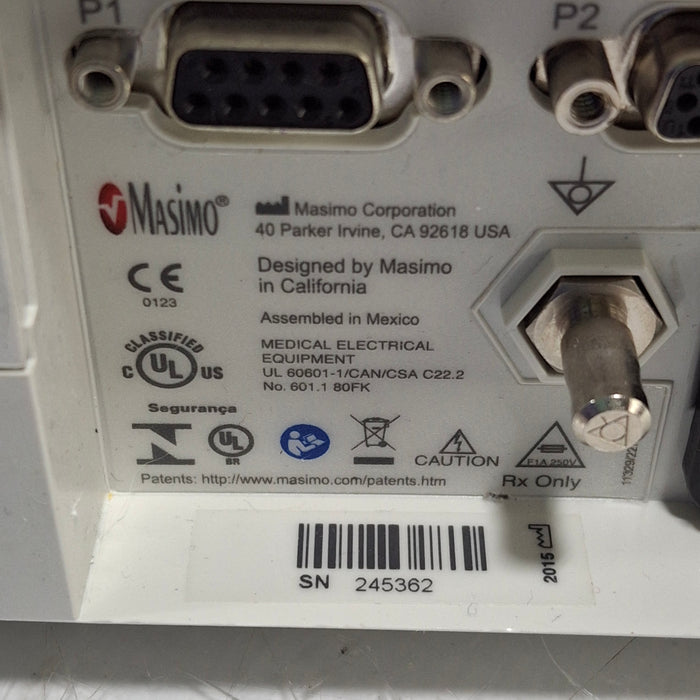 P1
P2
MASIMO®
Masimo Corporation
40 Parker Irvine, CA 92618 USA
CE
0123
Designed by Masimo
in California
Assembled in Mexico
CLASSIFIED
C UL US
MEDICAL ELECTRICAL
EQUIPMENT
UL 60601-1/CAN/CSA C22.2
No. 601.1 80FK
Segurança
UL
BR
CAUTION
F1A 250V
Patents: http://www.masimo.com/patents.htm
Rx Only
SN 245362
2015